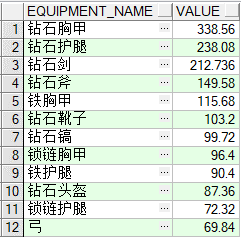 EQUIPMENT_NAME VALUE
1 钻石胸甲 ... 338.56
2 钻石护腿 ... 238.08
3 钻石剑 ... 212.736
4 钻石斧 ... 149.58
5 铁胸甲 ... 115.68
6 钻石靴子 ... 103.2
7 钻石镐 ... 99.72
8 锁链胸甲 ... 96.4
9 铁护腿 ... 90.4
10 钻石头盔 ... 87.36
11 锁链护腿 ... 72.32
12 弓 ... 69.84